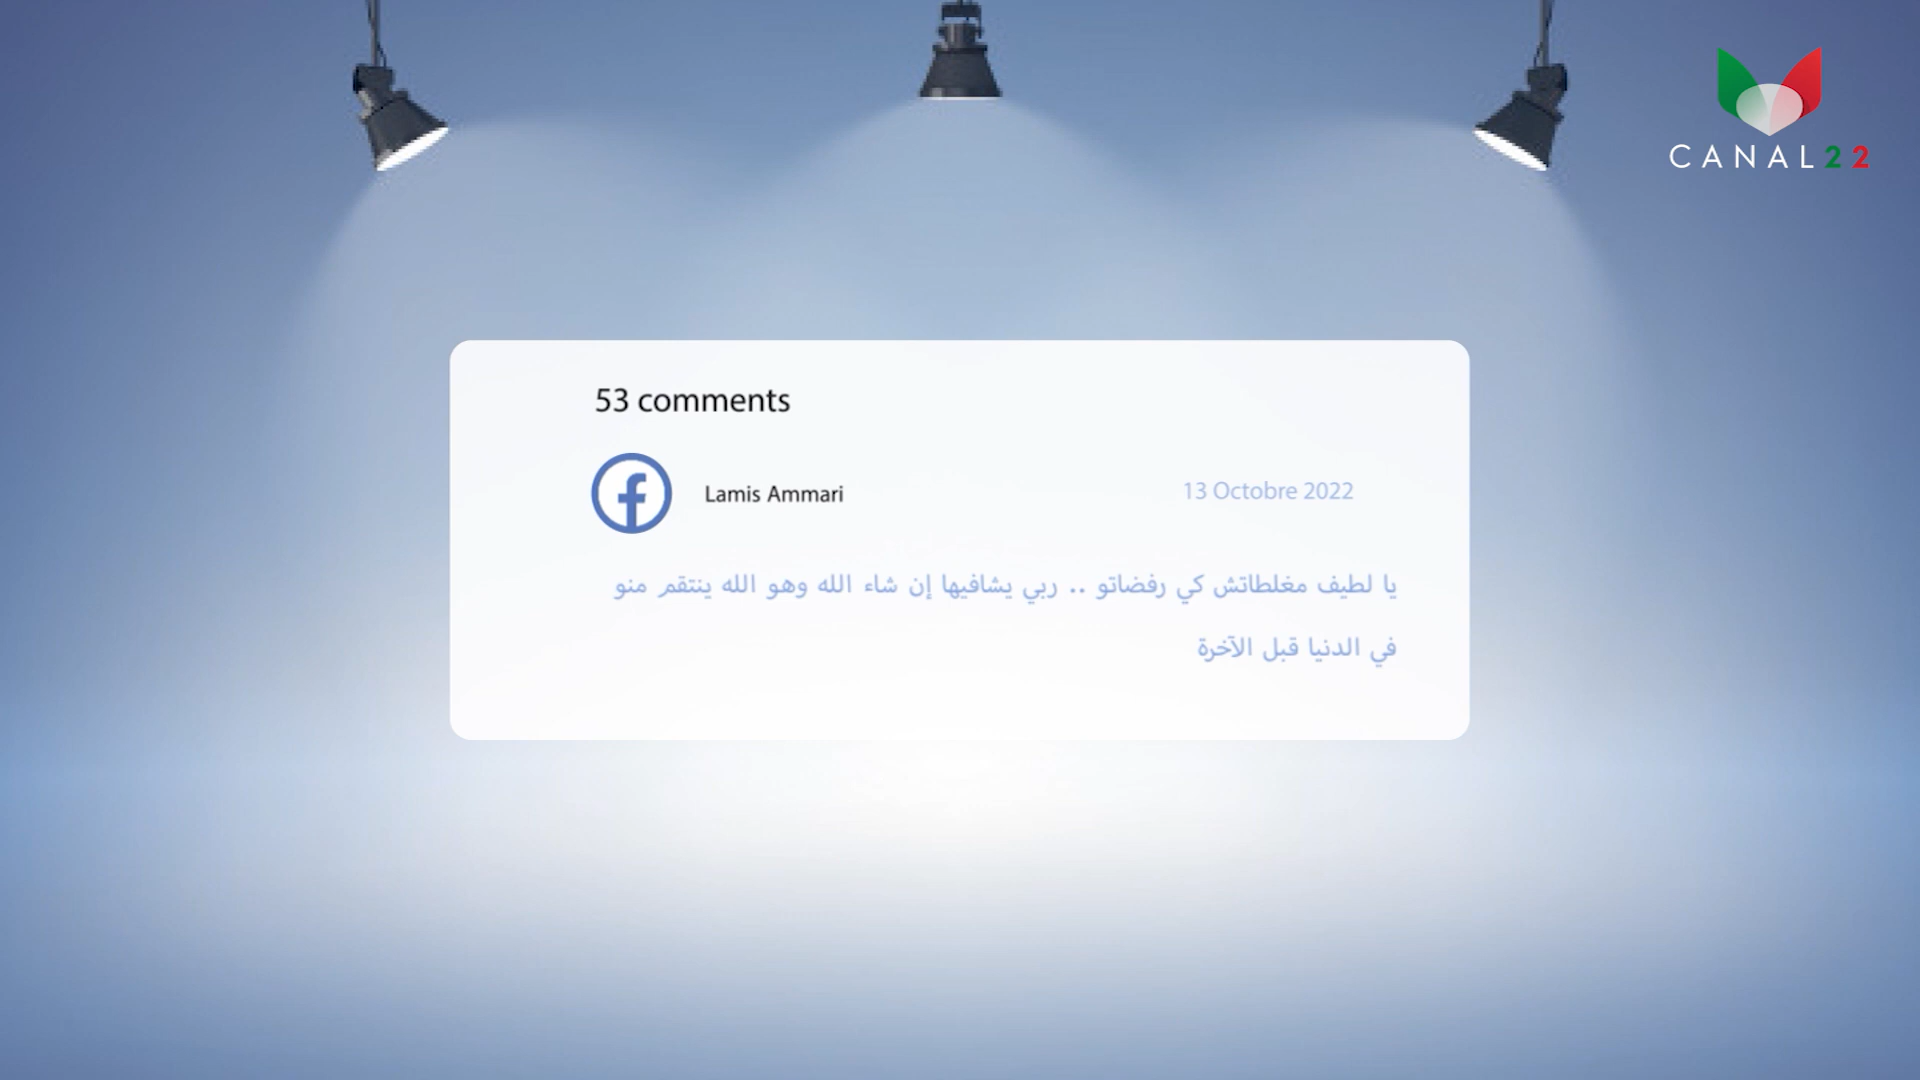 CANAL22
53 comments
Lamis Ammari
13 Octobre 2022
يا لطيف مغلطاتش كي رفضاتو .. ربي يشافيها إن شاء الله وهو الله ينتقم منو
في الدنيا قبل الآخرة